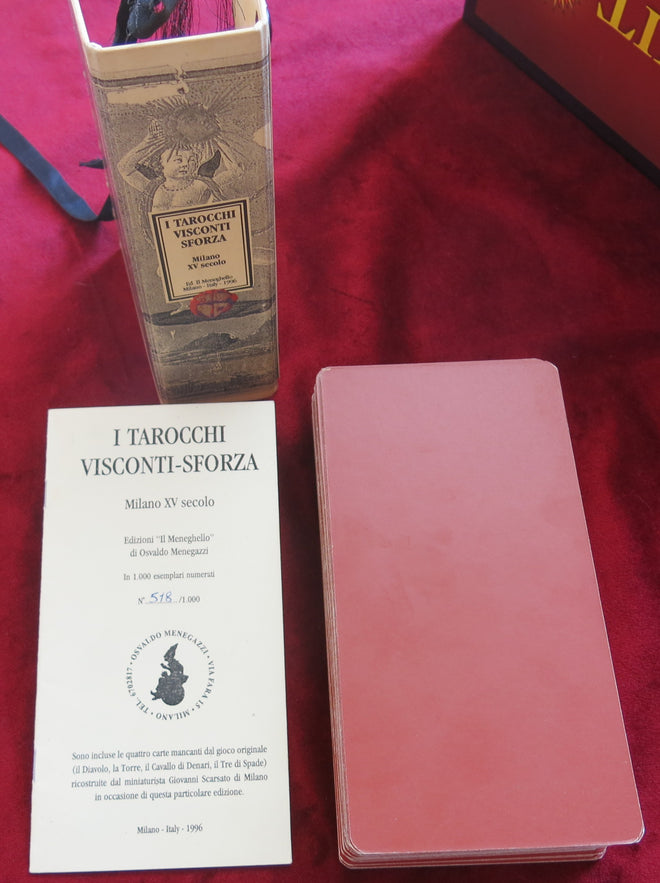 I TAROCCHI
VISCONTI
SFORZA
Milano
XV secolo
Ed. Il Meneghello
Milano - Italy - 1996
I TAROCCHI
VISCONTI-SFORZA
Milano XV secolo
Edizioni "Il Meneghello"
di Osvaldo Menegazzi
In 1.000 esemplari numerati
N° 518 /1.000
• OSVALDO MENEGAZZI • VIA FARA 15 • MILANO • TEL. 6702817
Sono incluse le quattro carte mancanti dal gioco originale
(il Diavolo, la Torre, il Cavallo di Denari, il Tre di Spade)
ricostruite dal miniaturista Giovanni Scarsato di Milano
in occasione di questa particolare edizione.
Milano - Italy - 1996